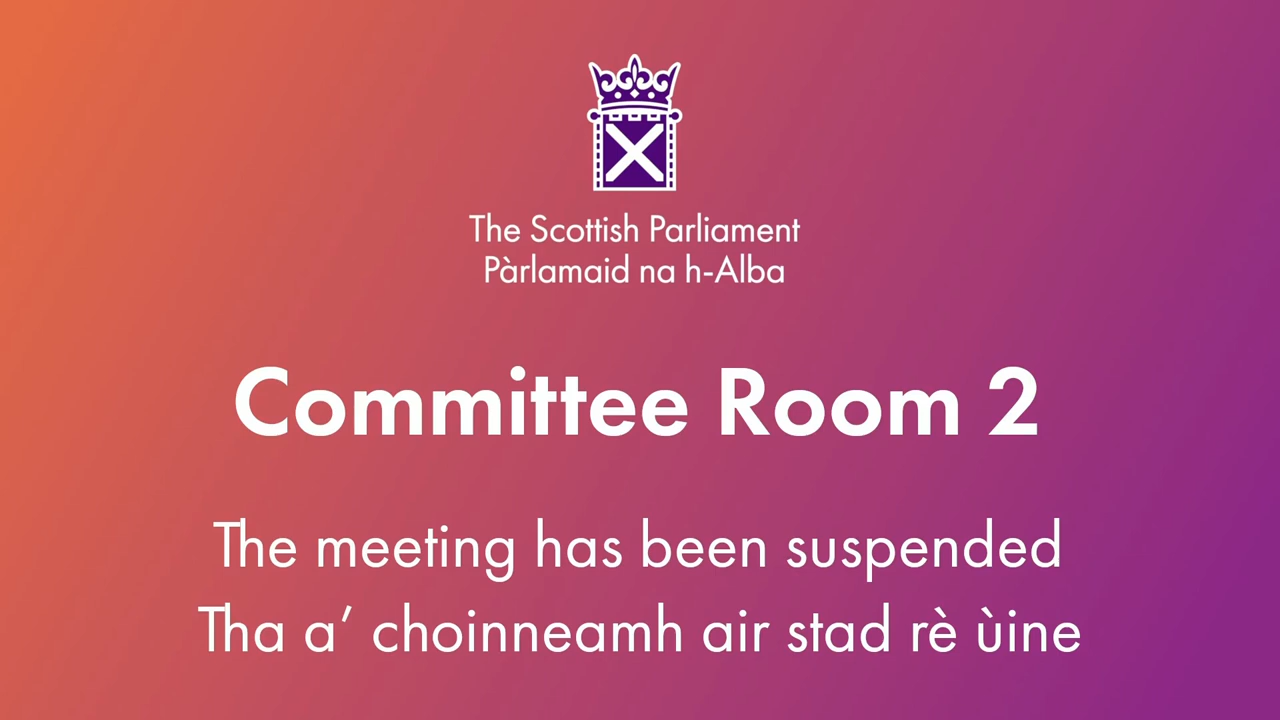 The Scottish Parliament
Pàrlamaid na h-Alba
Committee Room 2
The meeting has been suspended
Tha a’ choinneamh air stad rè ùine